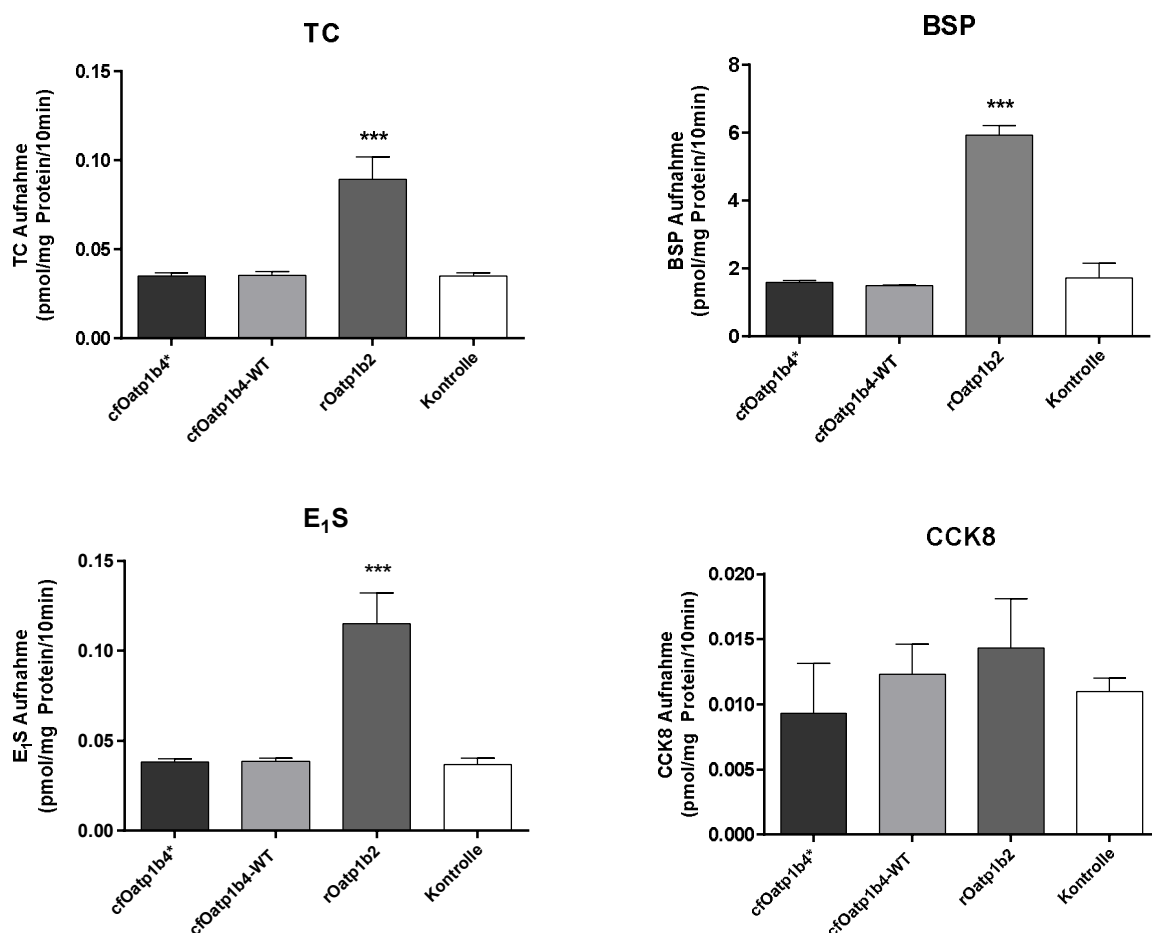 TC
TC Aufnahme
(pmol/mg Protein/10min)
0.15
0.10
0.05
0.00
***
cfOatp1b4*
cfOatp1b4-WT
rOatp1b2
Kontrolle
BSP
BSP Aufnahme
(pmol/mg Protein/10min)
8
6
4
2
0
***
cfOatp1b4*
cfOatp1b4-WT
rOatp1b2
Kontrolle
E₁S
E₁S Aufnahme
(pmol/mg Protein/10min)
0.15
0.10
0.05
0.00
***
cfOatp1b4*
cfOatp1b4-WT
rOatp1b2
Kontrolle
CCK8
CCK8 Aufnahme
(pmol/mg Protein/10min)
0.020
0.015
0.010
0.005
0.000
cfOatp1b4*
cfOatp1b4-WT
rOatp1b2
Kontrolle